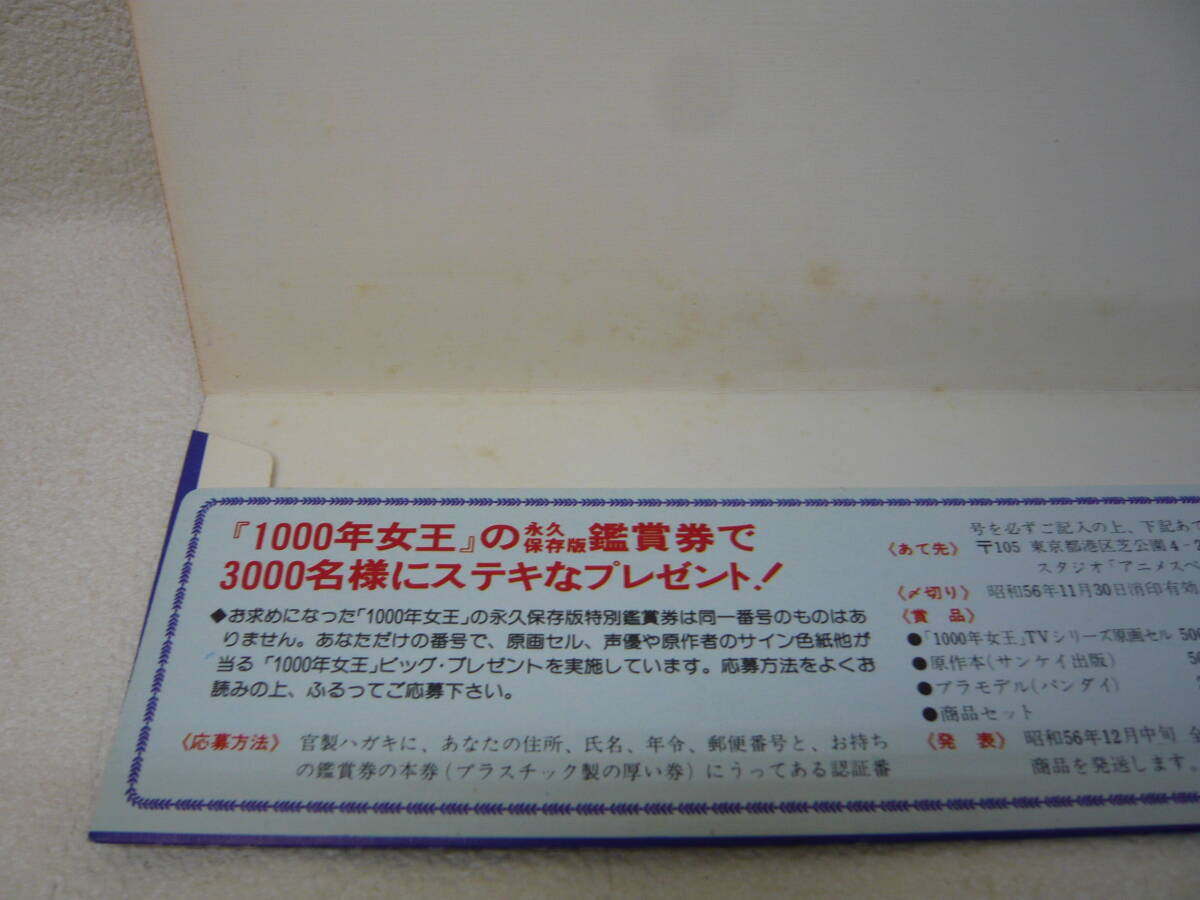 『1000年女王』の永久保存版鑑賞券で
3000名様にステキなプレゼント!
◆お求めになった「1000年女王」の永久保存版特別鑑賞券は同一番号のものはあ
りません。あなただけの番号で、原画セル、声優や原作者のサイン色紙他が
当る「1000年女王」ビッグ・プレゼントを実施しています。応募方法をよくお
読みの上、ふるってご応募下さい。
《応募方法》 官製ハガキに、あなたの住所、氏名、年令、郵便番号と、お持ち
の鑑賞券の本券(プラスチック製の厚い券)にうってある認証番
号を必ずご記入の上、下記あて
《あて先》 〒105 東京都港区芝公園4-2
スタジオ「アニメスペ
《〆切り》 昭和56年11月30日消印有効
《賞 品》
●「1000年女王」TVシリーズ原画セル 500
●原作本(サンケイ出版) 50
●プラモデル(バンダイ)
●商品セット
《発 表》 昭和56年12月中旬 全
商品を発送します。